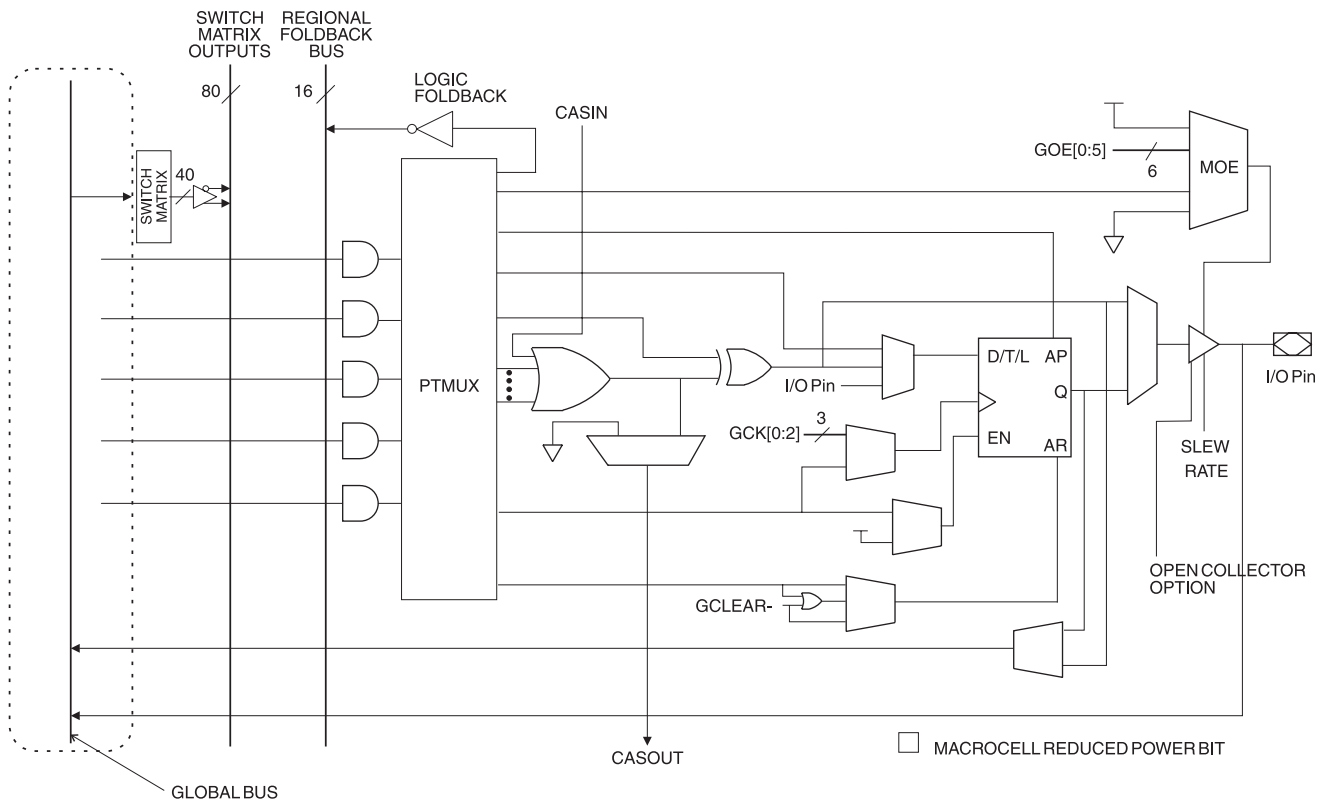 SWITCH
MATRIX
OUTPUTS
REGIONAL
FOLDBACK
BUS
80
16
LOGIC
FOLDBACK
CASIN
GOE[0:5]
6
MOE
SWITCH
MATRIX
40
PTMUX
I/O Pin
D/T/L
AP
Q
EN
AR
GCK[0:2]
3
I/O Pin
SLEW
RATE
OPEN COLLECTOR
OPTION
GCLEAR-
CASOUT
MACROCELL REDUCED POWER BIT
GLOBAL BUS